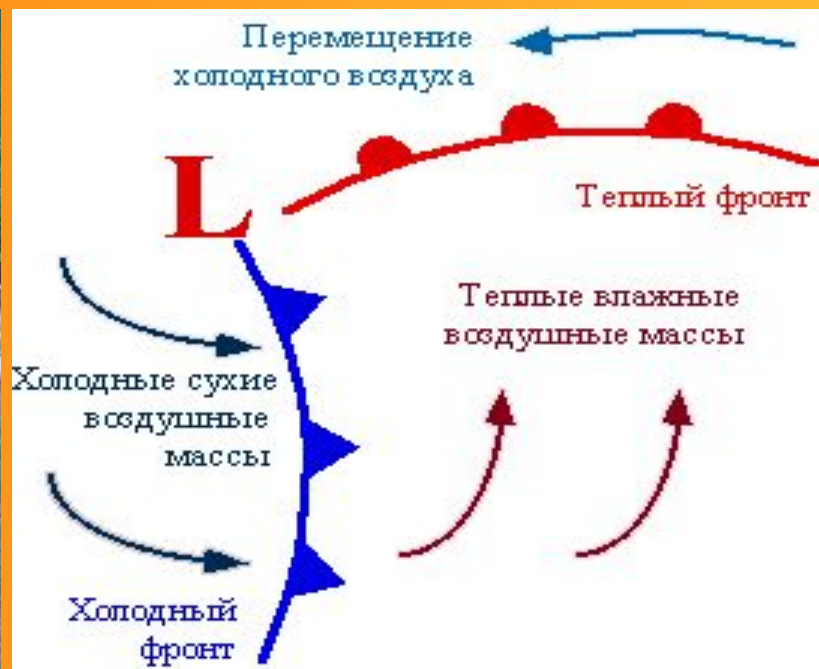 Перемещение
холодного воздуха
L
Теплый фронт
Теплые влажные
воздушные массы
Холодные сухие
воздушные
массы
Холодный
фронт